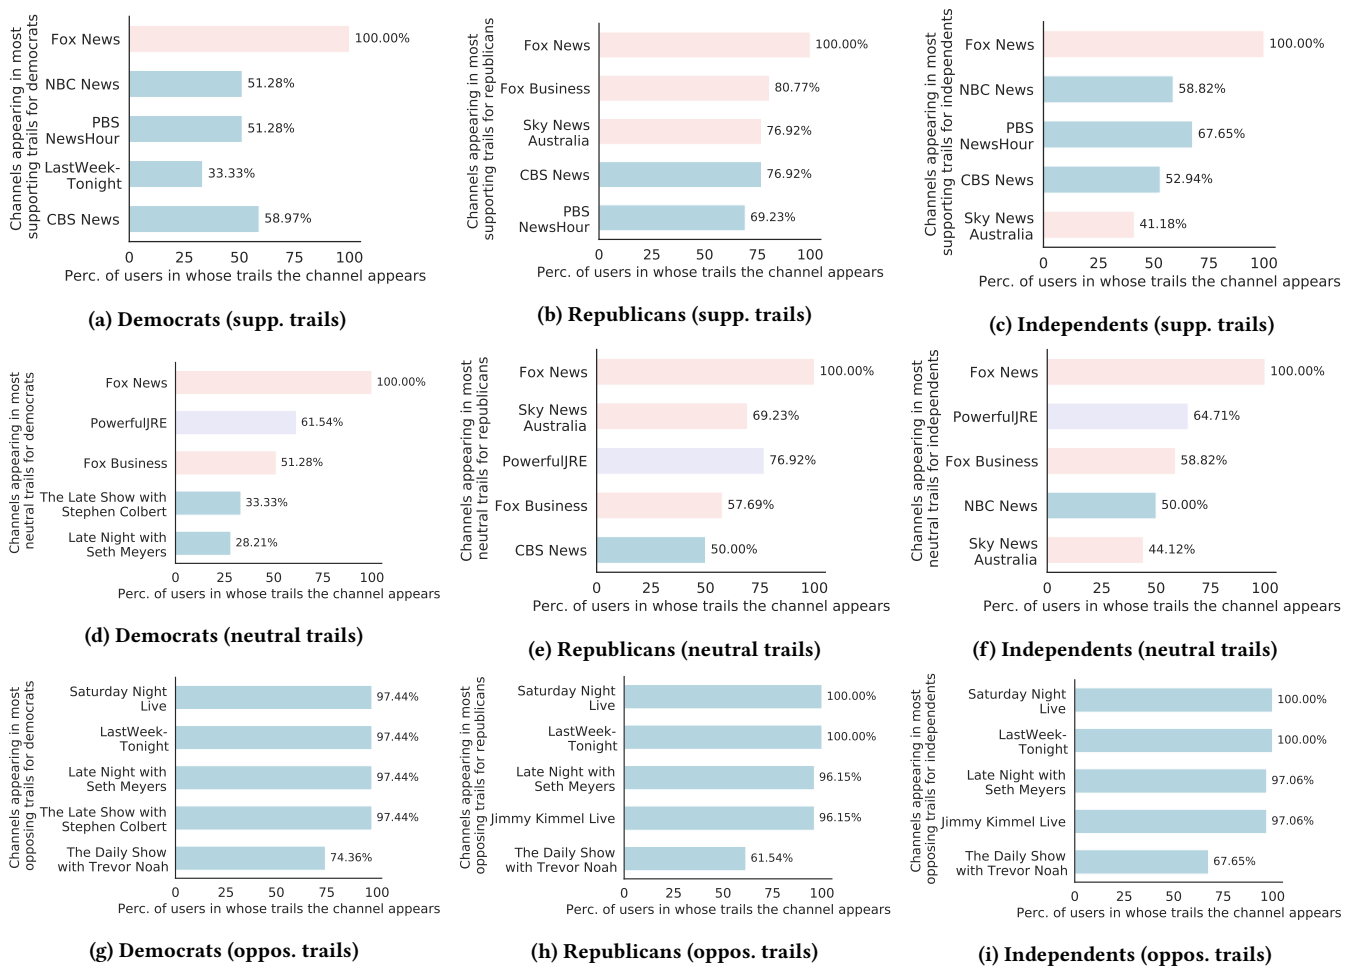 Channels appearing in most
supporting trails for democrats
Fox News
100.00%
NBC News
51.28%
PBS
NewsHour
51.28%
LastWeek-
Tonight
33.33%
CBS News
58.97%
0 25 50 75 100
Perc. of users in whose trails the channel appears
(a) Democrats (supp. trails)
Channels appearing in most
supporting trails for republicans
Fox News
100.00%
Fox Business
80.77%
Sky News
Australia
76.92%
CBS News
76.92%
PBS
NewsHour
69.23%
0 25 50 75 100
Perc. of users in whose trails the channel appears
(b) Republicans (supp. trails)
Channels appearing in most
supporting trails for independents
Fox News
100.00%
NBC News
58.82%
PBS
NewsHour
67.65%
CBS News
52.94%
Sky News
Australia
41.18%
0 25 50 75 100
Perc. of users in whose trails the channel appears
(c) Independents (supp. trails)
Channels appearing in most
neutral trails for democrats
Fox News
100.00%
PowerfulJRE
61.54%
Fox Business
51.28%
The Late Show with
Stephen Colbert
33.33%
Late Night with
Seth Meyers
28.21%
0 25 50 75 100
Perc. of users in whose trails the channel appears
(d) Democrats (neutral trails)
Channels appearing in most
neutral trails for republicans
Fox News
100.00%
Sky News
Australia
69.23%
PowerfulJRE
76.92%
Fox Business
57.69%
CBS News
50.00%
0 25 50 75 100
Perc. of users in whose trails the channel appears
(e) Republicans (neutral trails)
Channels appearing in most
neutral trails for independents
Fox News
100.00%
PowerfulJRE
64.71%
Fox Business
58.82%
NBC News
50.00%
Sky News
Australia
44.12%
0 25 50 75 100
Perc. of users in whose trails the channel appears
(f) Independents (neutral trails)
Channels appearing in most
opposing trails for democrats
Saturday Night
Live
97.44%
LastWeek-
Tonight
97.44%
Late Night with
Seth Meyers
97.44%
The Late Show with
Stephen Colbert
97.44%
The Daily Show
with Trevor Noah
74.36%
0 25 50 75 100
Perc. of users in whose trails the channel appears
(g) Democrats (oppos. trails)
Channels appearing in most
opposing trails for republicans
Saturday Night
Live
100.00%
LastWeek-
Tonight
100.00%
Late Night with
Seth Meyers
96.15%
Jimmy Kimmel Live
96.15%
The Daily Show
with Trevor Noah
61.54%
0 25 50 75 100
Perc. of users in whose trails the channel appears
(h) Republicans (oppos. trails)
Channels appearing in most
opposing trails for independents
Saturday Night
Live
100.00%
LastWeek-
Tonight
100.00%
Late Night with
Seth Meyers
97.06%
Jimmy Kimmel Live
97.06%
The Daily Show
with Trevor Noah
67.65%
0 25 50 75 100
Perc. of users in whose trails the channel appears
(i) Independents (oppos. trails)